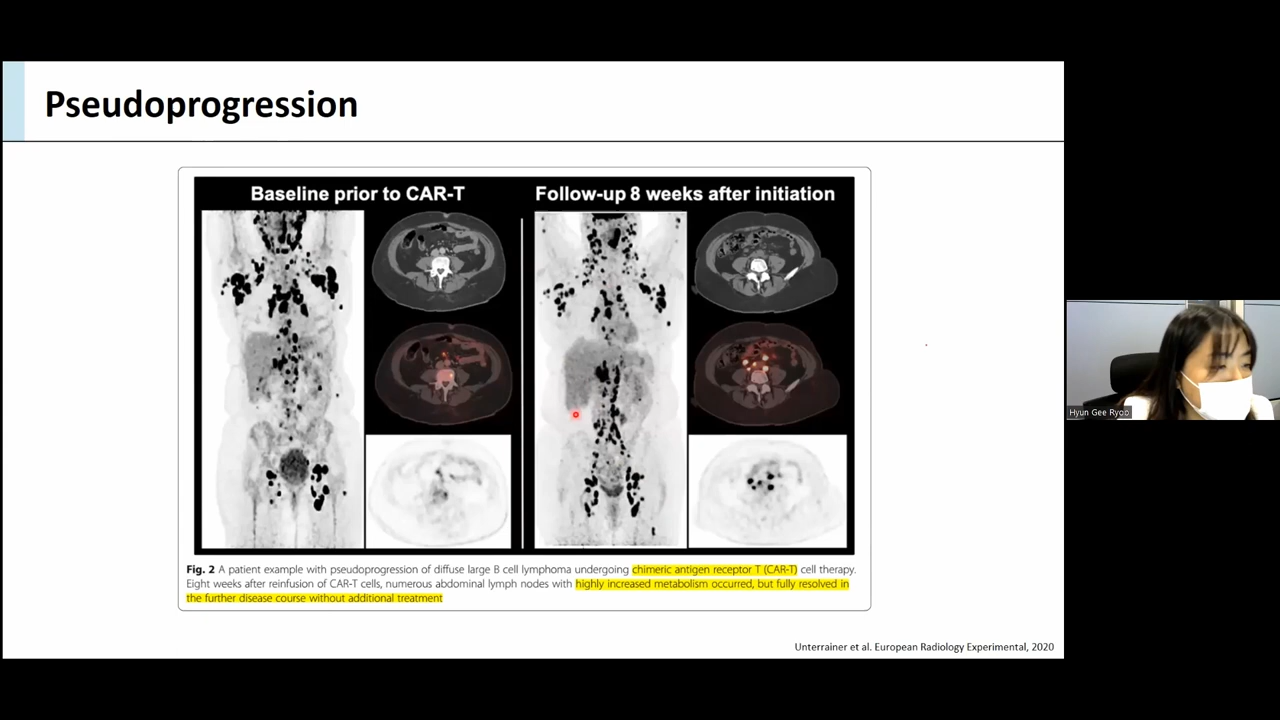 Pseudoprogression
Baseline prior to CAR-T
Follow-up 8 weeks after initiation
Fig. 2 A patient example with pseudoprogression of diffuse large B cell lymphoma undergoing chimeric antigen receptor T (CAR-T) cell therapy.
Eight weeks after reinfusion of CAR-T cells, numerous abdominal lymph nodes with highly increased metabolism occurred, but fully resolved in
the further disease course without additional treatment
Unterrainer et al. European Radiology Experimental, 2020
Hyun Gee Ryoo